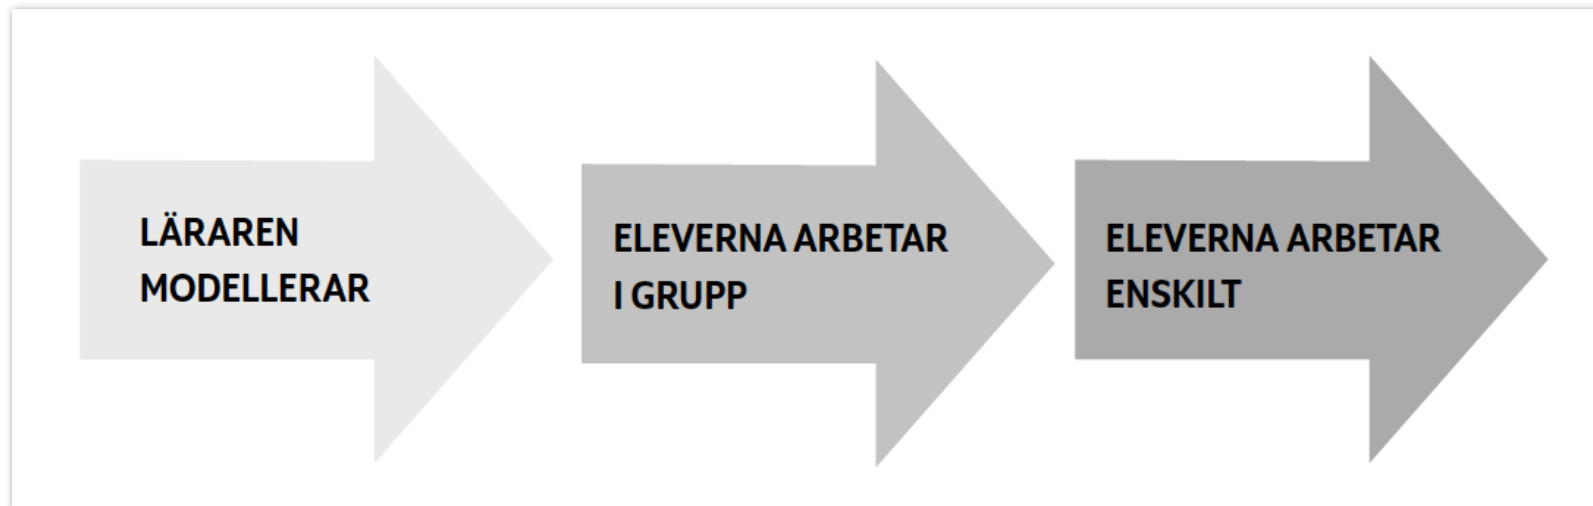 LÄRAREN
MODELLERAR
ELEVERNA ARBETAR
I GRUPP
ELEVERNA ARBETAR
ENSKILT